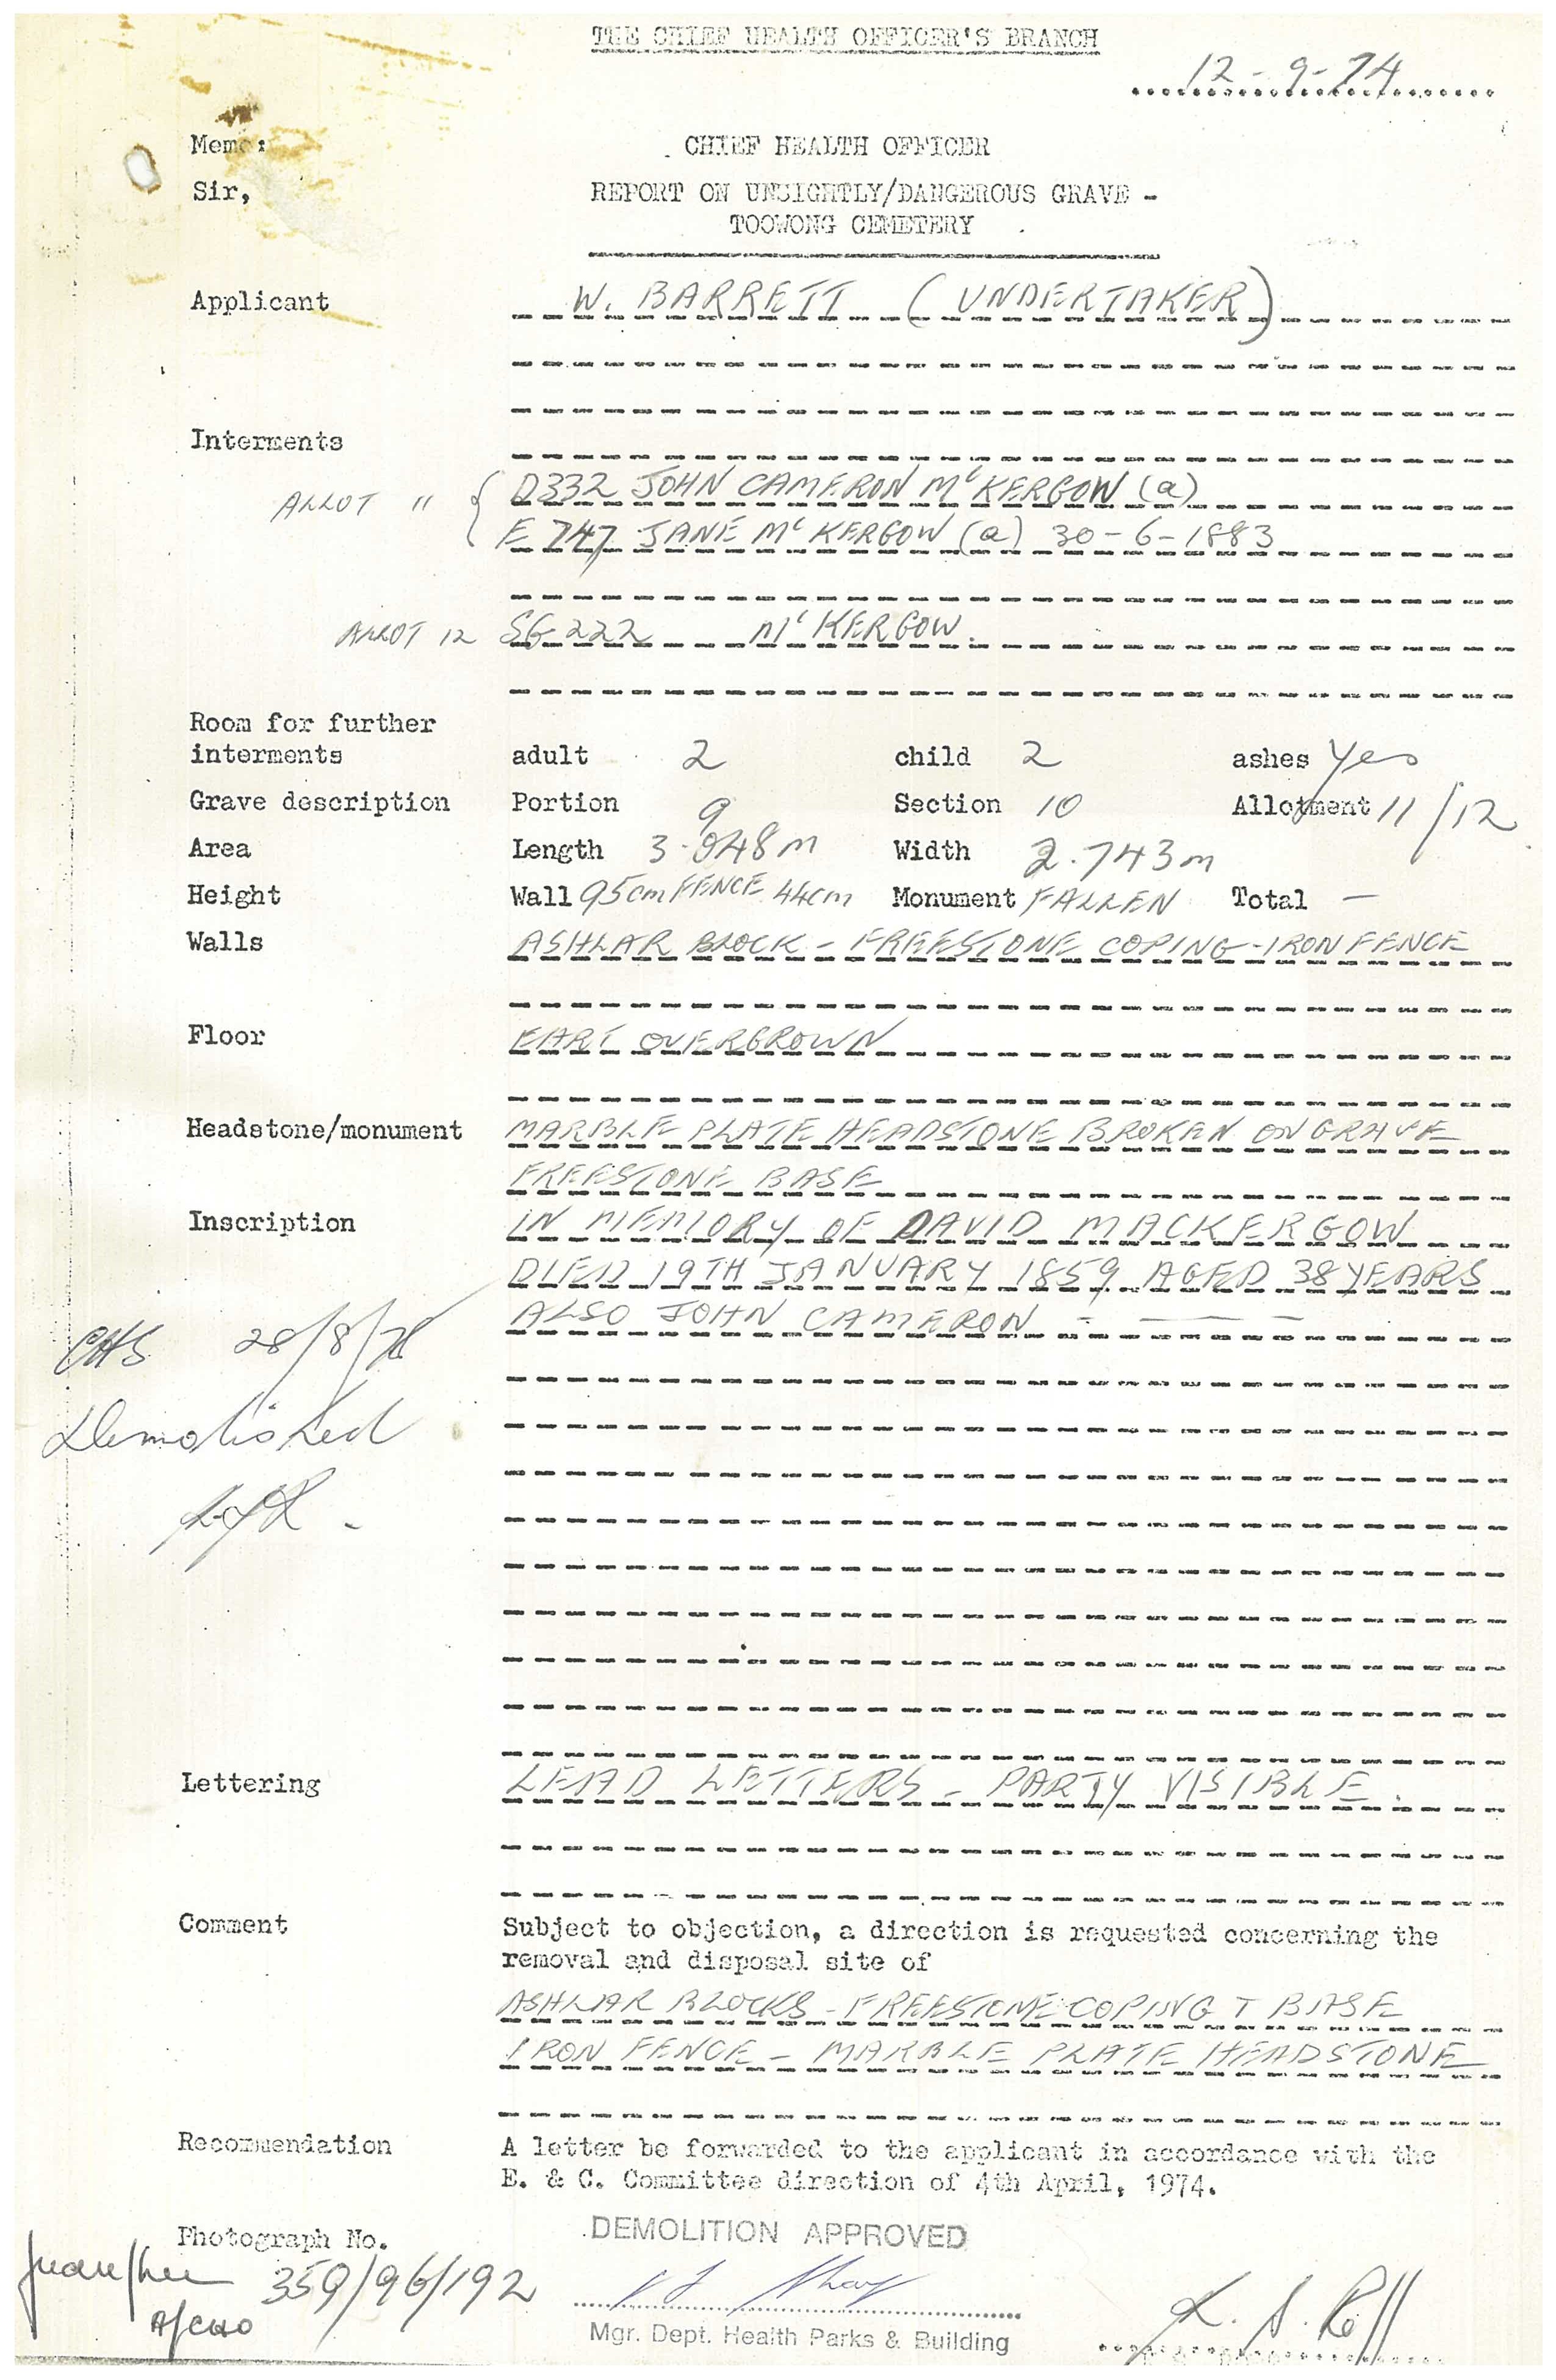 THE CHIEF HEALTH OFFICER'S BRANCH
12-9-74
Memo:
CHIEF HEALTH OFFICER
Sir,
REPORT ON UNSIGHTLY/DANGEROUS GRAVE -
TOOWONG CEMETERY
Applicant W. BARRETT (UNDERTAKER)
Interments
ALLOT 11 { D332 JOHN CAMERON McKERGOW (a)
E 747 JANE McKERGOW (a) 30-6-1883
ALLOT 12 SG222 McKERGOW.
Room for further
interments adult 2 child 2 ashes Yes
Grave description Portion 9 Section 10 Allotment 11/12
Area Length 3.048m Width 2.743m
Height Wall 95cm FENCE 44cm Monument FALLEN Total —
Walls ASHLAR BLOCK - FREESTONE COPING - IRON FENCE
Floor EART OVERGROWN
Headstone/monument MARBLE PLATE HEADSTONE BROKEN ON GRAVE
FREESTONE BASE
Inscription IN MEMORY OF DAVID MACKERGOW
DIED 19TH JANUARY 1859 AGED 38 YEARS
ALSO JOHN CAMERON - — — —
28/8/78
Demolished
Lettering LEAD LETTERS - PARTY VISIBLE.
Comment Subject to objection, a direction is requested concerning the
removal and disposal site of
ASHLAR BLOCKS - FREESTONE COPING + BASE
IRON FENCE - MARBLE PLATE HEADSTONE
Recommendation A letter be forwarded to the applicant in accordance with the
E. & C. Committee direction of 4th April, 1974.
Photograph No. DEMOLITION APPROVED
359/96/192
A/CHO
Mgr. Dept. Health Parks & Building